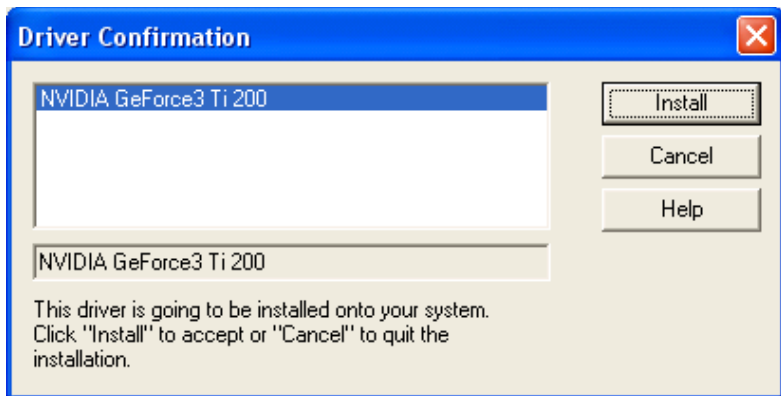 Driver Confirmation
NVIDIA GeForce3 Ti 200
Install
Cancel
Help
NVIDIA GeForce3 Ti 200
This driver is going to be installed onto your system.
Click "Install" to accept or "Cancel" to quit the
installation.